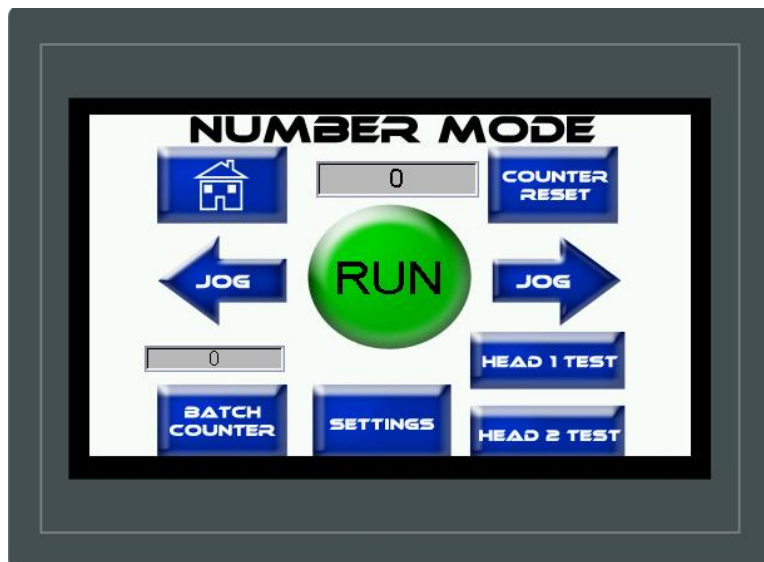 NUMBER MODE
0
COUNTER
RESET
JOG
RUN
JOG
0
HEAD 1 TEST
BATCH
COUNTER
SETTINGS
HEAD 2 TEST